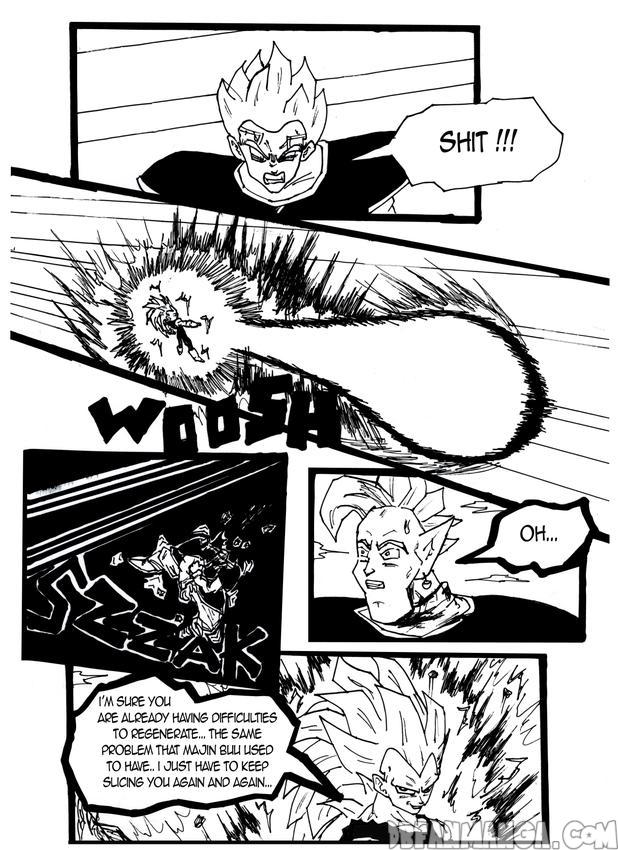 SHIT !!!
WOOSH
SZZAK
OH...
I'M SURE YOU
ARE ALREADY HAVING DIFFICULTIES
TO REGENERATE... THE SAME
PROBLEM THAT MAJIN BUU USED
TO HAVE.. I JUST HAVE TO KEEP
SLICING YOU AGAIN AND AGAIN...
DBFANMANGA.COM